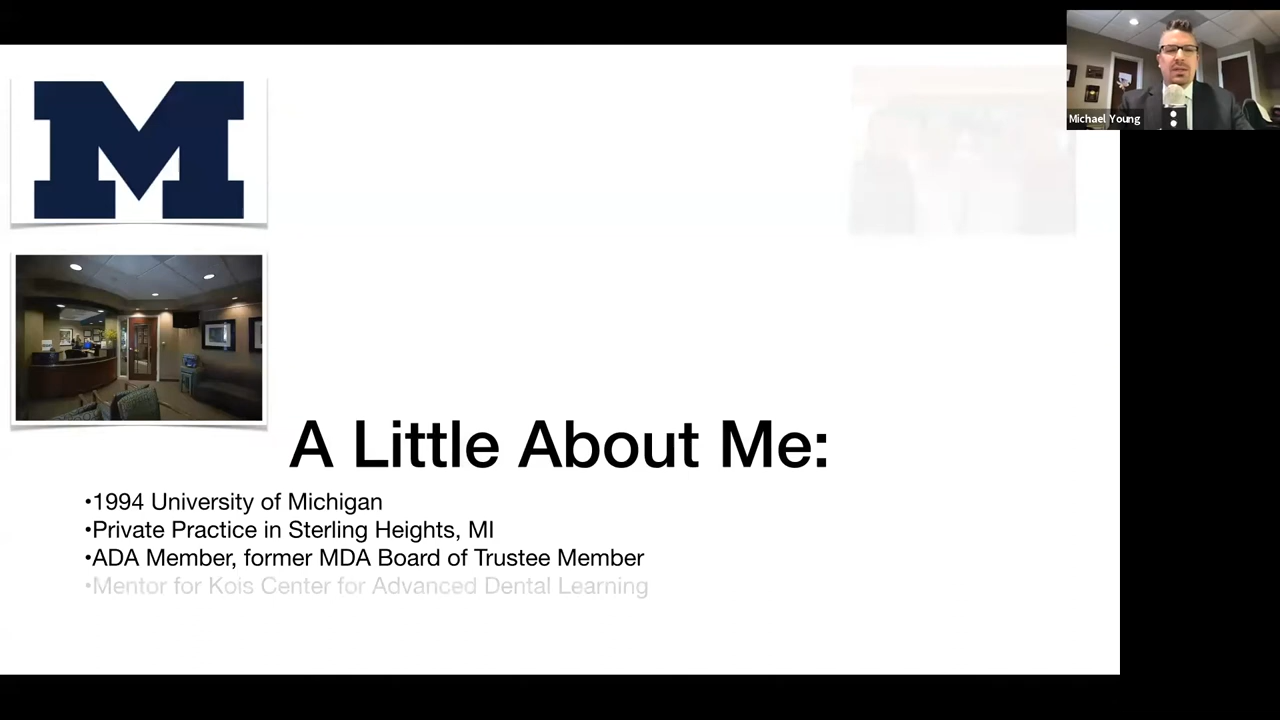 M
Michael Young
A Little About Me:
•1994 University of Michigan
•Private Practice in Sterling Heights, MI
•ADA Member, former MDA Board of Trustee Member
•Mentor for Kois Center for Advanced Dental Learning